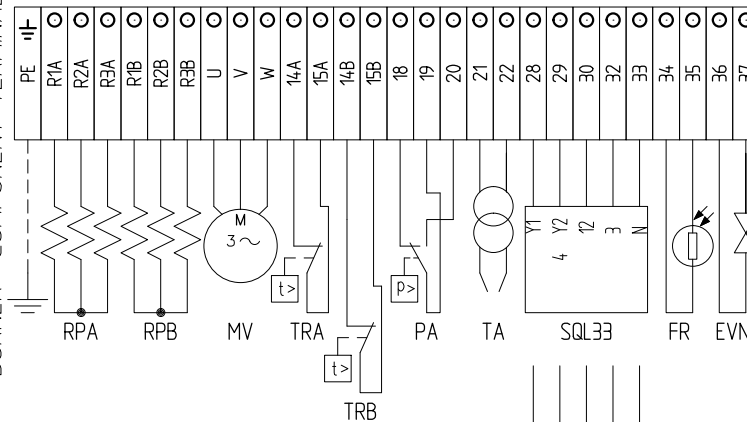 PE R1A R2A R3A R1B R2B R3B U V W 14A 15A 14B 15B 18 19 20 21 22 28 29 30 32 33 34 35 36 37
M
3~
Y1 Y2 12 3 N
4
t> p>
RPA RPB MV TRA PA TA SQL33 FR EVN
t>
TRB